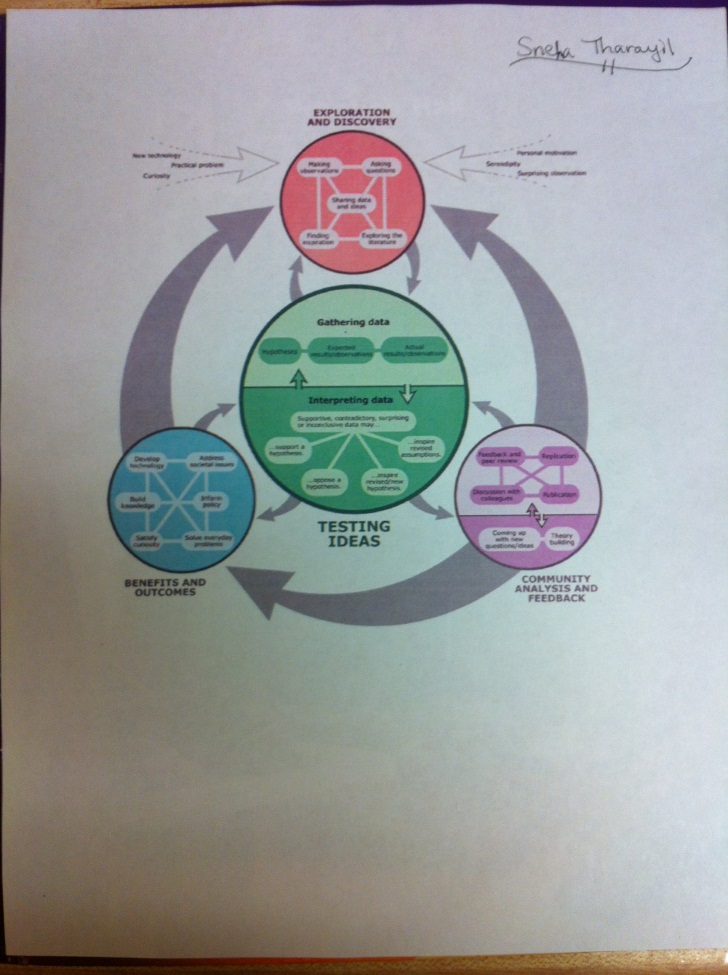 Sneha Tharayil
EXPLORATION
AND DISCOVERY
New technology
Practical problem
Curiosity
Personal motivation
Serendipity
Surprising observation
Making
observations
Asking
questions
Sharing data
and ideas
Finding
inspiration
Exploring the
literature
Gathering data
Hypotheses
Expected
results/observations
Actual
results/observations
Interpreting data
Supportive, contradictory, surprising
or inconclusive data may...
...support a
hypothesis.
...oppose a
hypothesis.
...inspire
revised/new
hypothesis.
...inspire
revised
assumptions.
TESTING
IDEAS
Develop
technology
Address
societal issues
Build
knowledge
Inform
policy
Satisfy
curiosity
Solve everyday
problems
BENEFITS AND
OUTCOMES
Feedback and
peer review
Replication
Discussion with
colleagues
Publication
Coming up
with new
questions/ideas
Theory
building
COMMUNITY
ANALYSIS AND
FEEDBACK